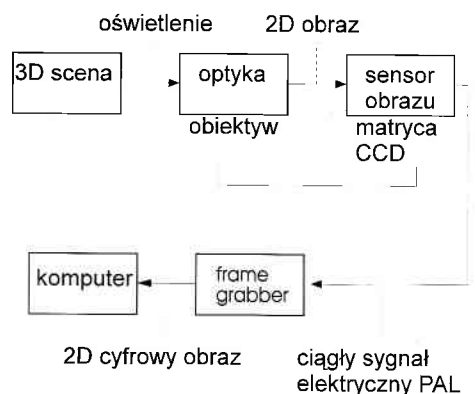 oświetlenie 2D obraz
3D scena
optyka
sensor
obrazu
obiektyw
matryca
CCD
komputer
frame
grabber
2D cyfrowy obraz
ciągły sygnał
elektryczny PAL